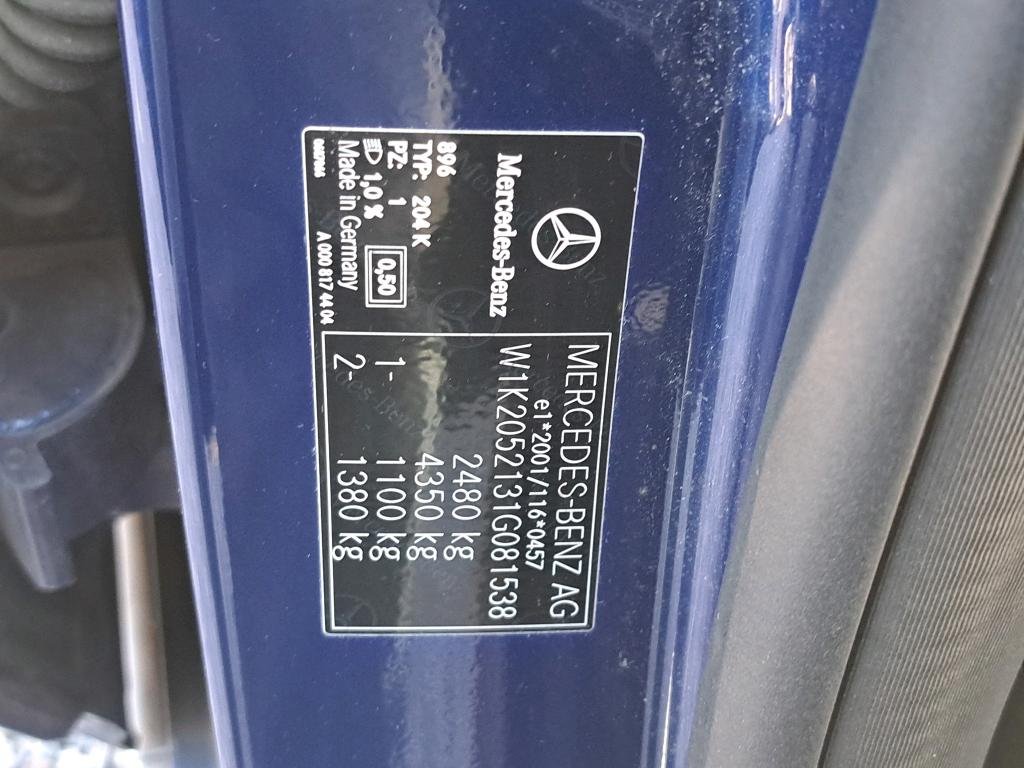 Mercedes-Benz
896
TYP: 204 K
PZ: 1
1,0 % 0,50
Made in Germany
A 000 817 44 04
MERCEDES-BENZ AG
e1*2001/116*0457
W1K2052131G081538
2480 kg
4350 kg
1- 1100 kg
2 1380 kg